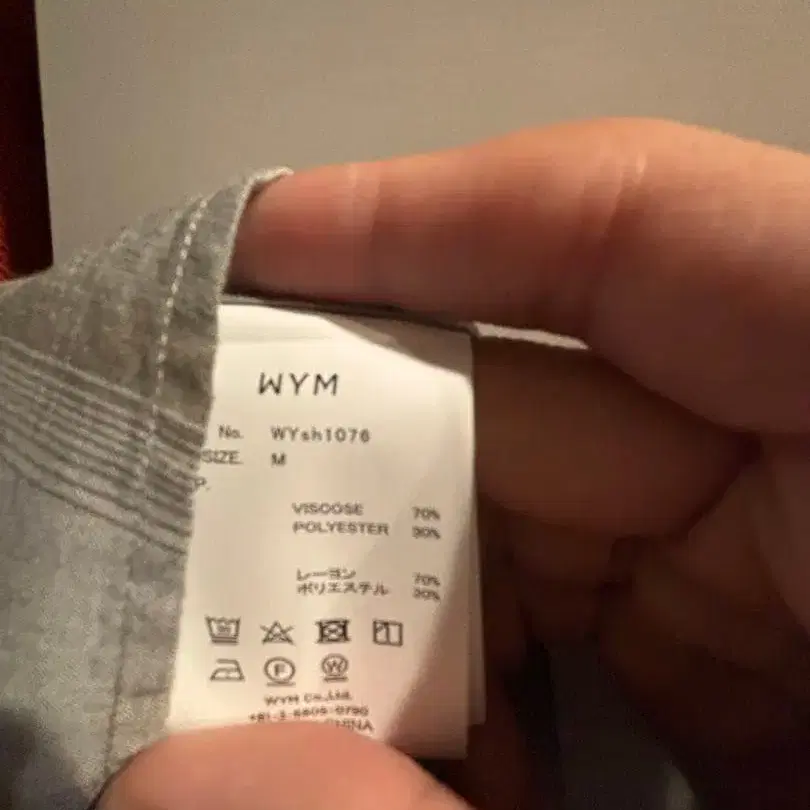 WYM
No. WYsh1076
SIZE. M
P.
VISCOSE 70%
POLYESTER 30%
レーヨン 70%
ポリエステル 30%
F
W
WYM Co.,Ltd.
CHINA